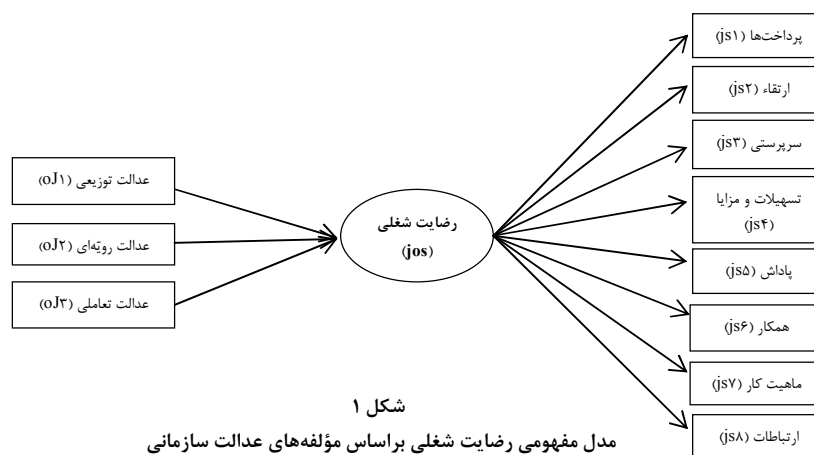 پرداخت‌ها (js۱)
ارتقاء (js۲)
سرپرستی (js۳)
تسهیلات و مزایا
(js۴)
پاداش (js۵)
همکار (js۶)
ماهیت کار (js۷)
ارتباطات (js۸)
رضایت شغلی
(jos)
عدالت توزیعی (oJ۱)
عدالت رویّه‌ای (oJ۲)
عدالت تعاملی (oJ۳)
شکل ۱
مدل مفهومی رضایت شغلی براساس مؤلفه‌های عدالت سازمانی